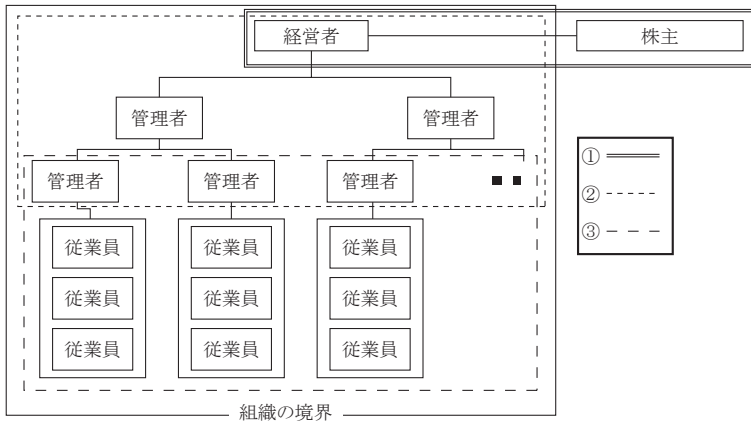 経営者
株主
管理者
管理者
管理者
管理者
管理者
従業員
従業員
従業員
従業員
従業員
従業員
従業員
従業員
従業員
①
②
③
組織の境界